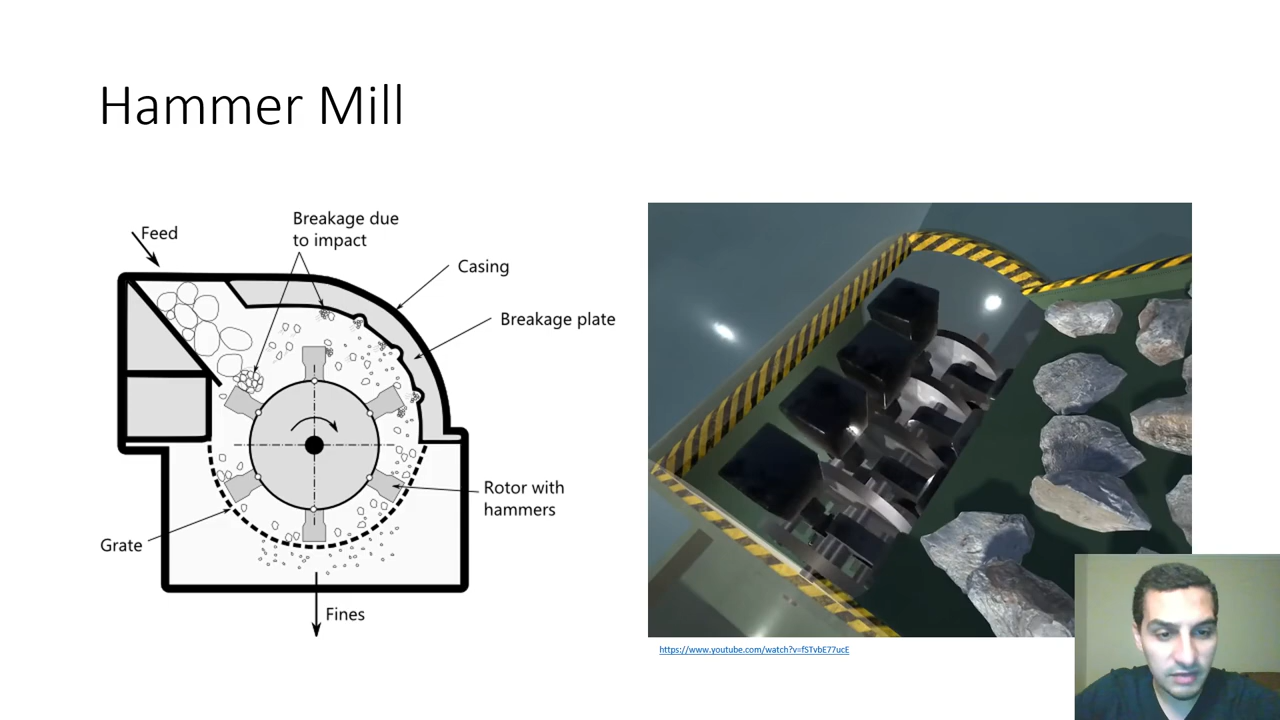 Hammer Mill
Feed
Breakage due
to impact
Casing
Breakage plate
Rotor with
hammers
Grate
Fines
https://www.youtube.com/watch?v=fSTvbE77ucE